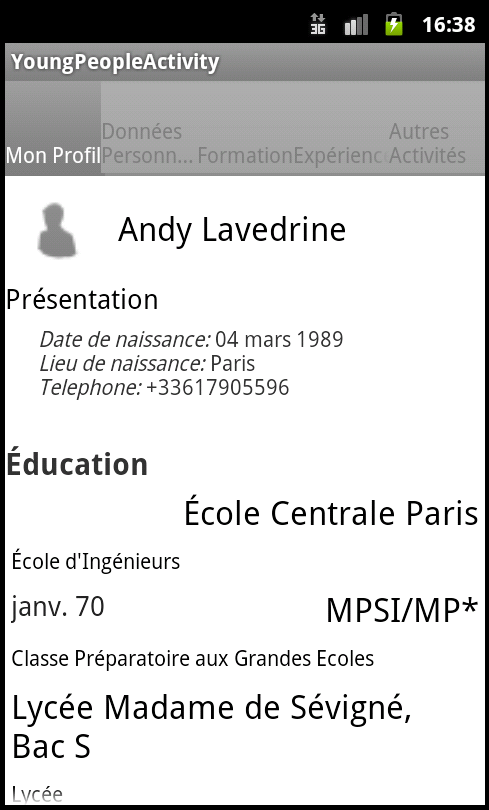 3G 16:38
YoungPeopleActivity
Données Autres
Mon Profil Personn... Formation Expérienc Activités
Andy Lavedrine
Présentation
Date de naissance: 04 mars 1989
Lieu de naissance: Paris
Telephone: +33617905596
Éducation
École Centrale Paris
École d'Ingénieurs
janv. 70 MPSI/MP*
Classe Préparatoire aux Grandes Ecoles
Lycée Madame de Sévigné,
Bac S
Lycée